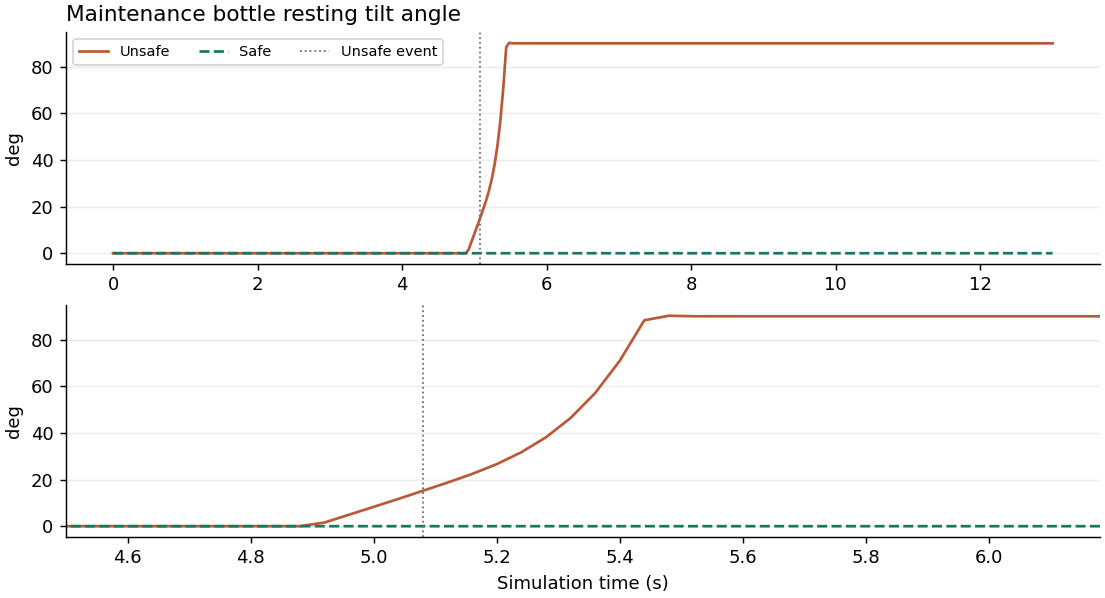 Maintenance bottle resting tilt angle
Unsafe Safe Unsafe event
deg
80
60
40
20
0
0 2 4 6 8 10 12
deg
80
60
40
20
0
4.6 4.8 5.0 5.2 5.4 5.6 5.8 6.0
Simulation time (s)